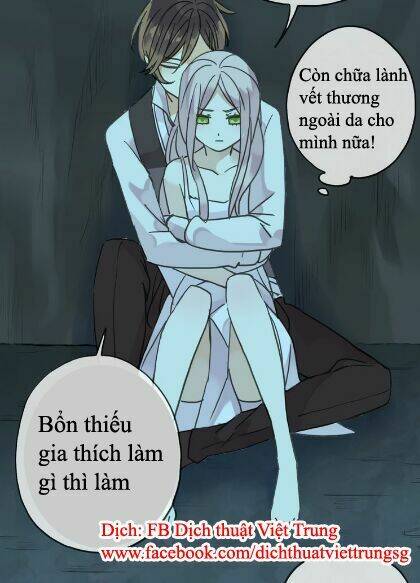 Còn chữa lành
vết thương
ngoài da cho
mình nữa!
Bổn thiếu
gia thích làm
gì thì làm
Dịch: FB Dịch thuật Việt Trung
www.facebook.com/dichthuatviettrungsg